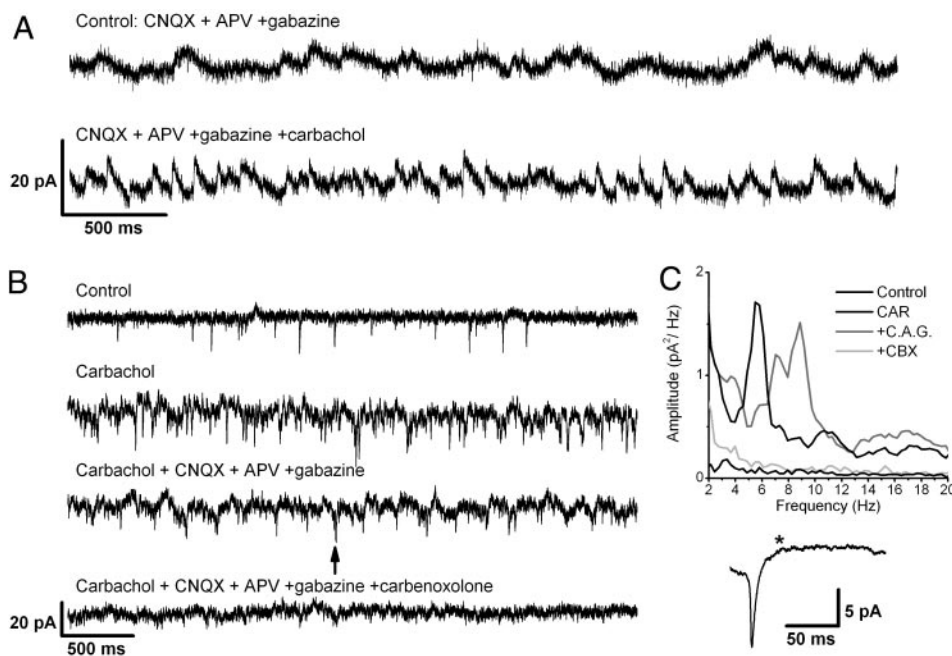 A
Control: CNQX + APV +gabazine
CNQX + APV +gabazine +carbachol
20 pA
500 ms
B
Control
Carbachol
Carbachol + CNQX + APV +gabazine
Carbachol + CNQX + APV +gabazine +carbenoxolone
20 pA
500 ms
C
2
1
0
Amplitude (pA²/ Hz)
Control
CAR
+C.A.G.
+CBX
2 4 6 8 10 12 14 16 18 20
Frequency (Hz)
*
5 pA
50 ms